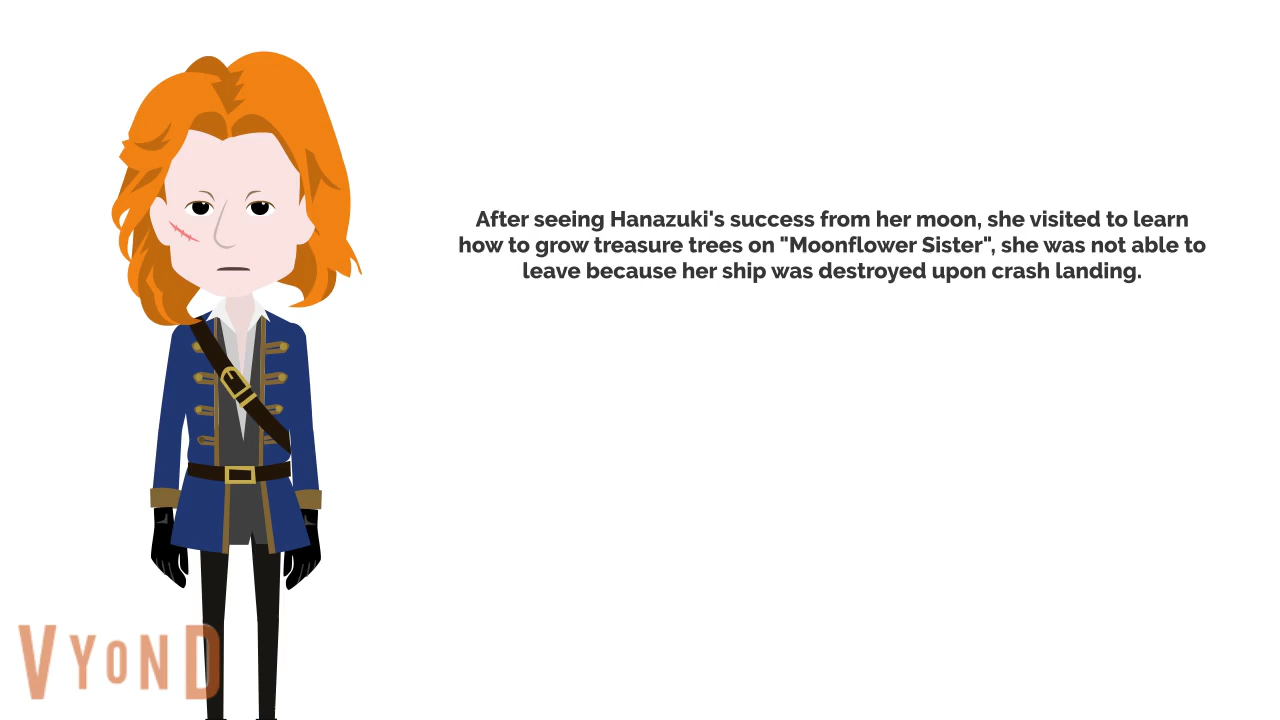 After seeing Hanazuki's success from her moon, she visited to learn
how to grow treasure trees on "Moonflower Sister", she was not able to
leave because her ship was destroyed upon crash landing.
VYOND